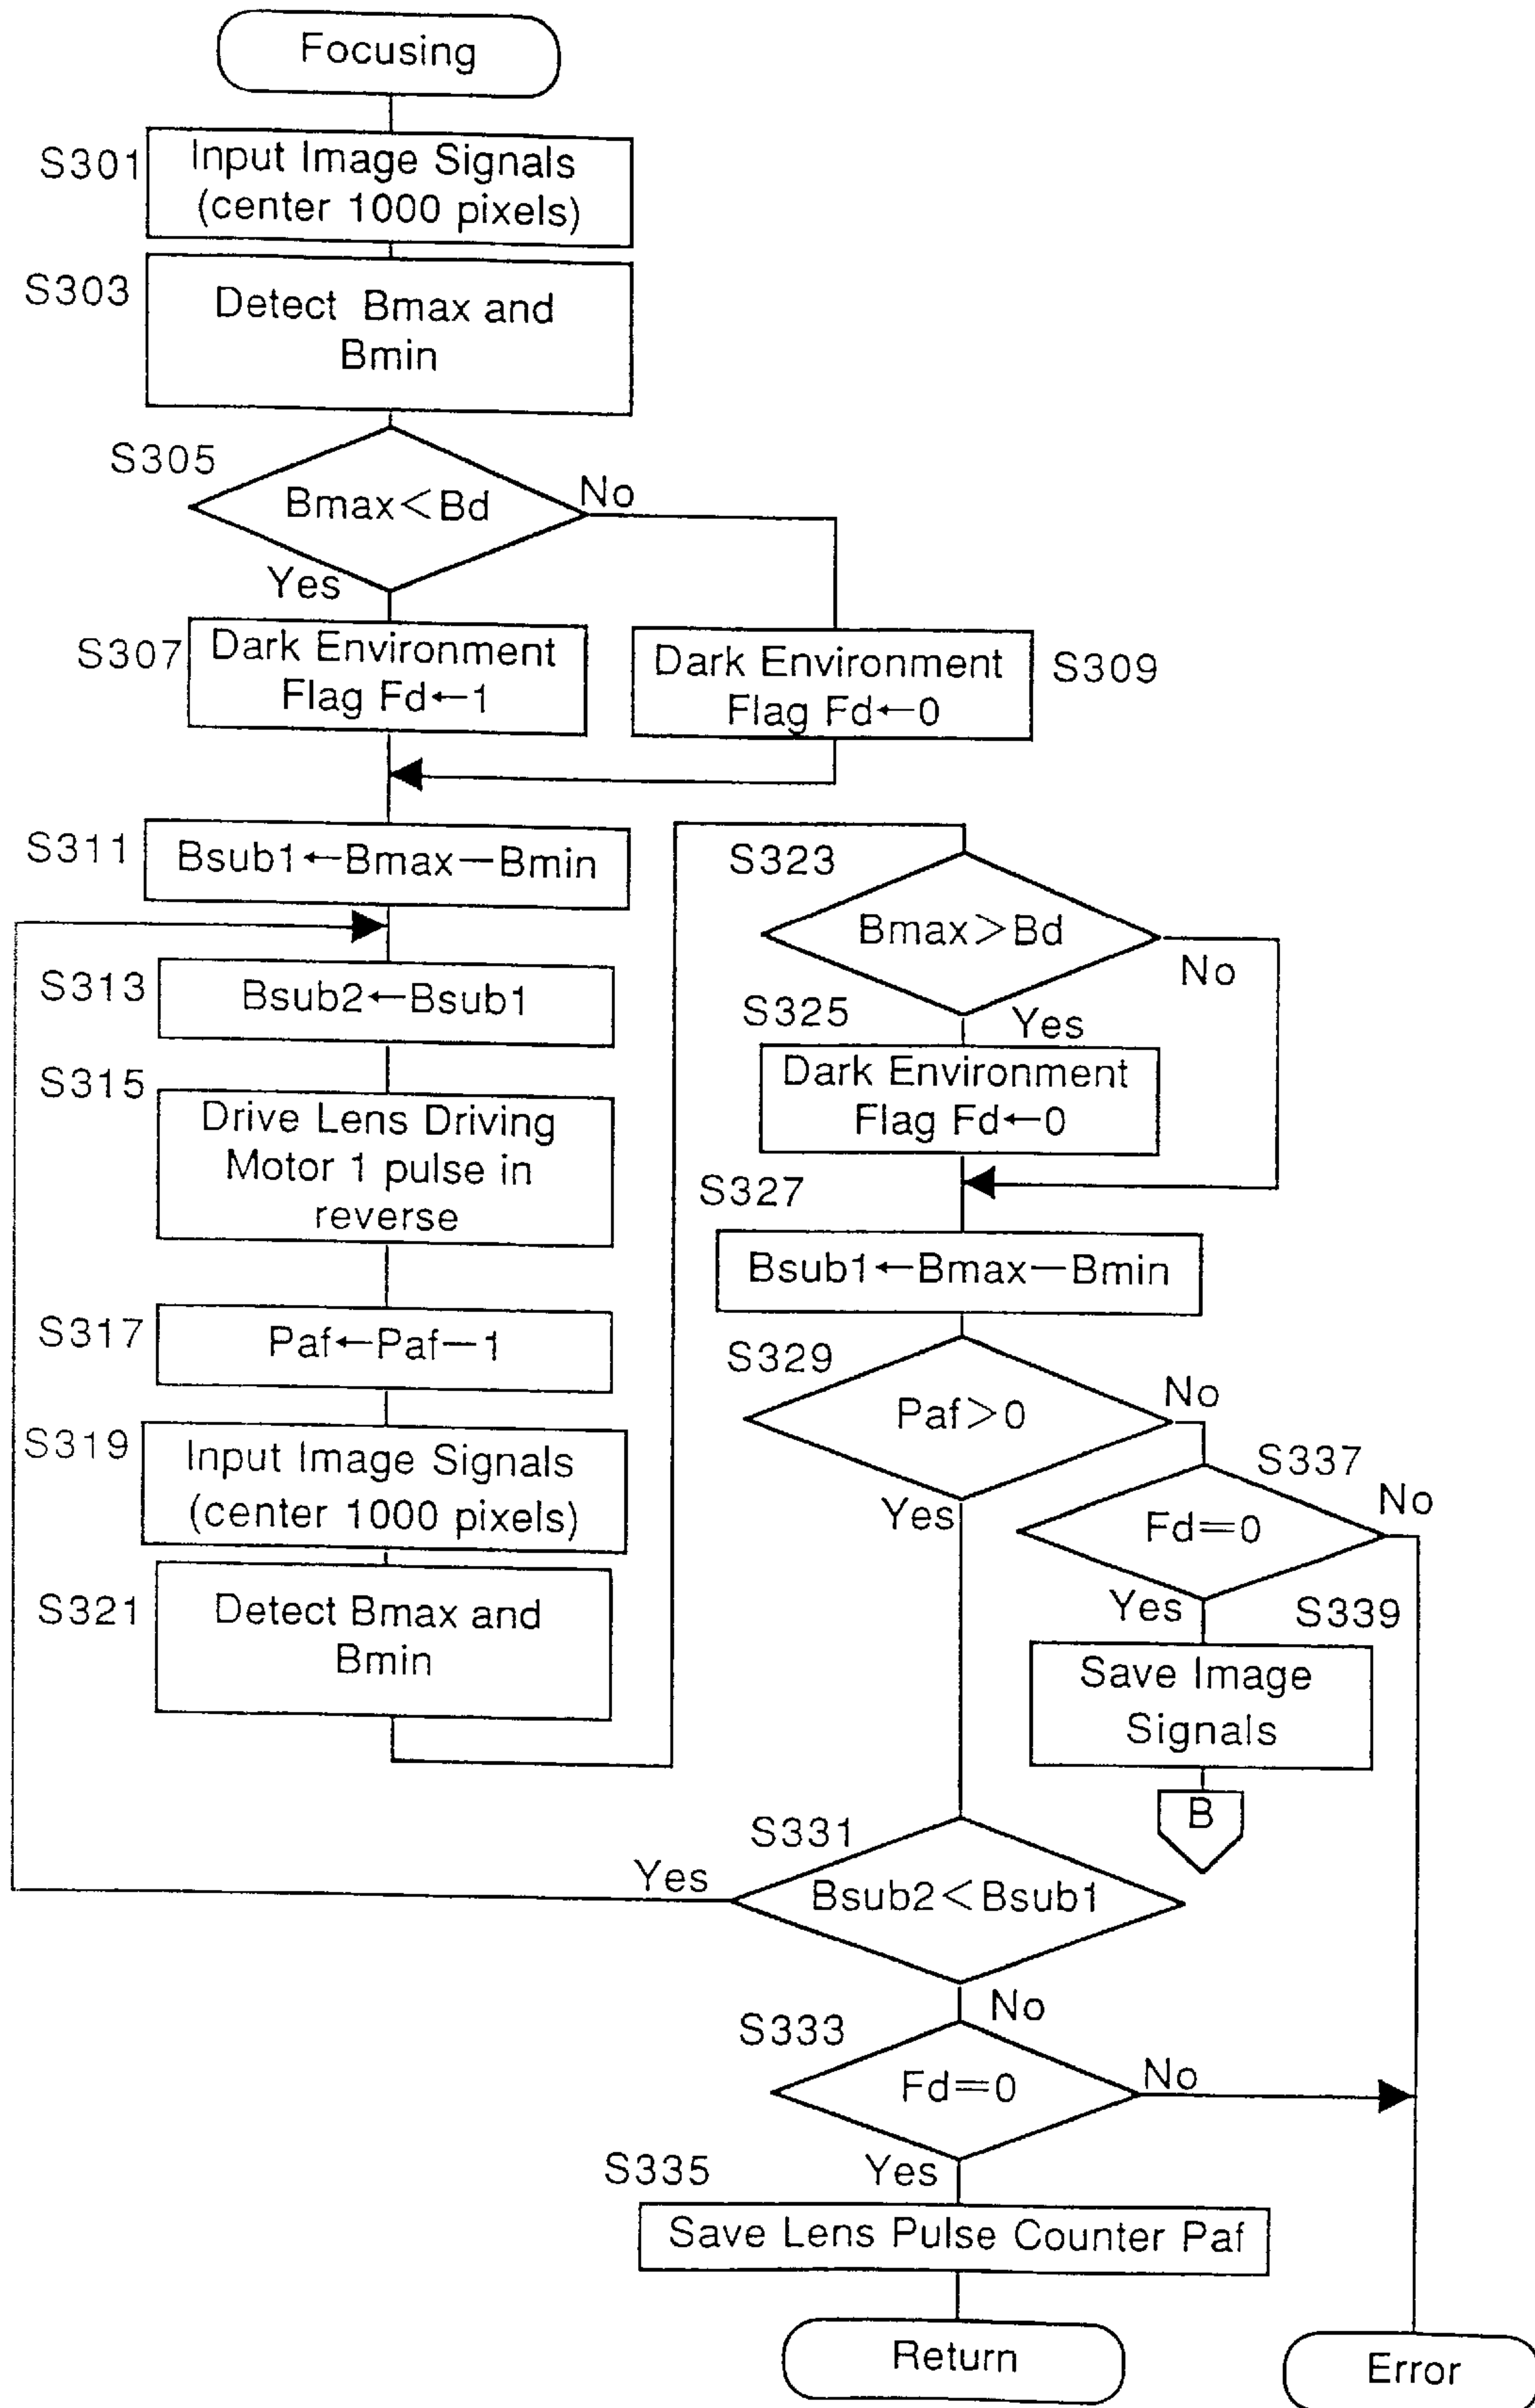 Focusing
S301
Input Image Signals
(center 1000 pixels)
S303
Detect Bmax and
Bmin
S305
Bmax<Bd
No
Yes
S307
Dark Environment
Flag Fd←1
Dark Environment
Flag Fd←0
S309
S311
Bsub1←Bmax−Bmin
S313
Bsub2←Bsub1
S315
Drive Lens Driving
Motor 1 pulse in
reverse
S317
Paf←Paf−1
S319
Input Image Signals
(center 1000 pixels)
S321
Detect Bmax and
Bmin
S323
Bmax>Bd
No
Yes
S325
Dark Environment
Flag Fd←0
S327
Bsub1←Bmax−Bmin
S329
Paf>0
No
Yes
S337
Fd=0
No
Yes
S339
Save Image
Signals
B
S331
Yes
Bsub2<Bsub1
No
S333
Fd=0
No
Yes
S335
Save Lens Pulse Counter Paf
Return
Error